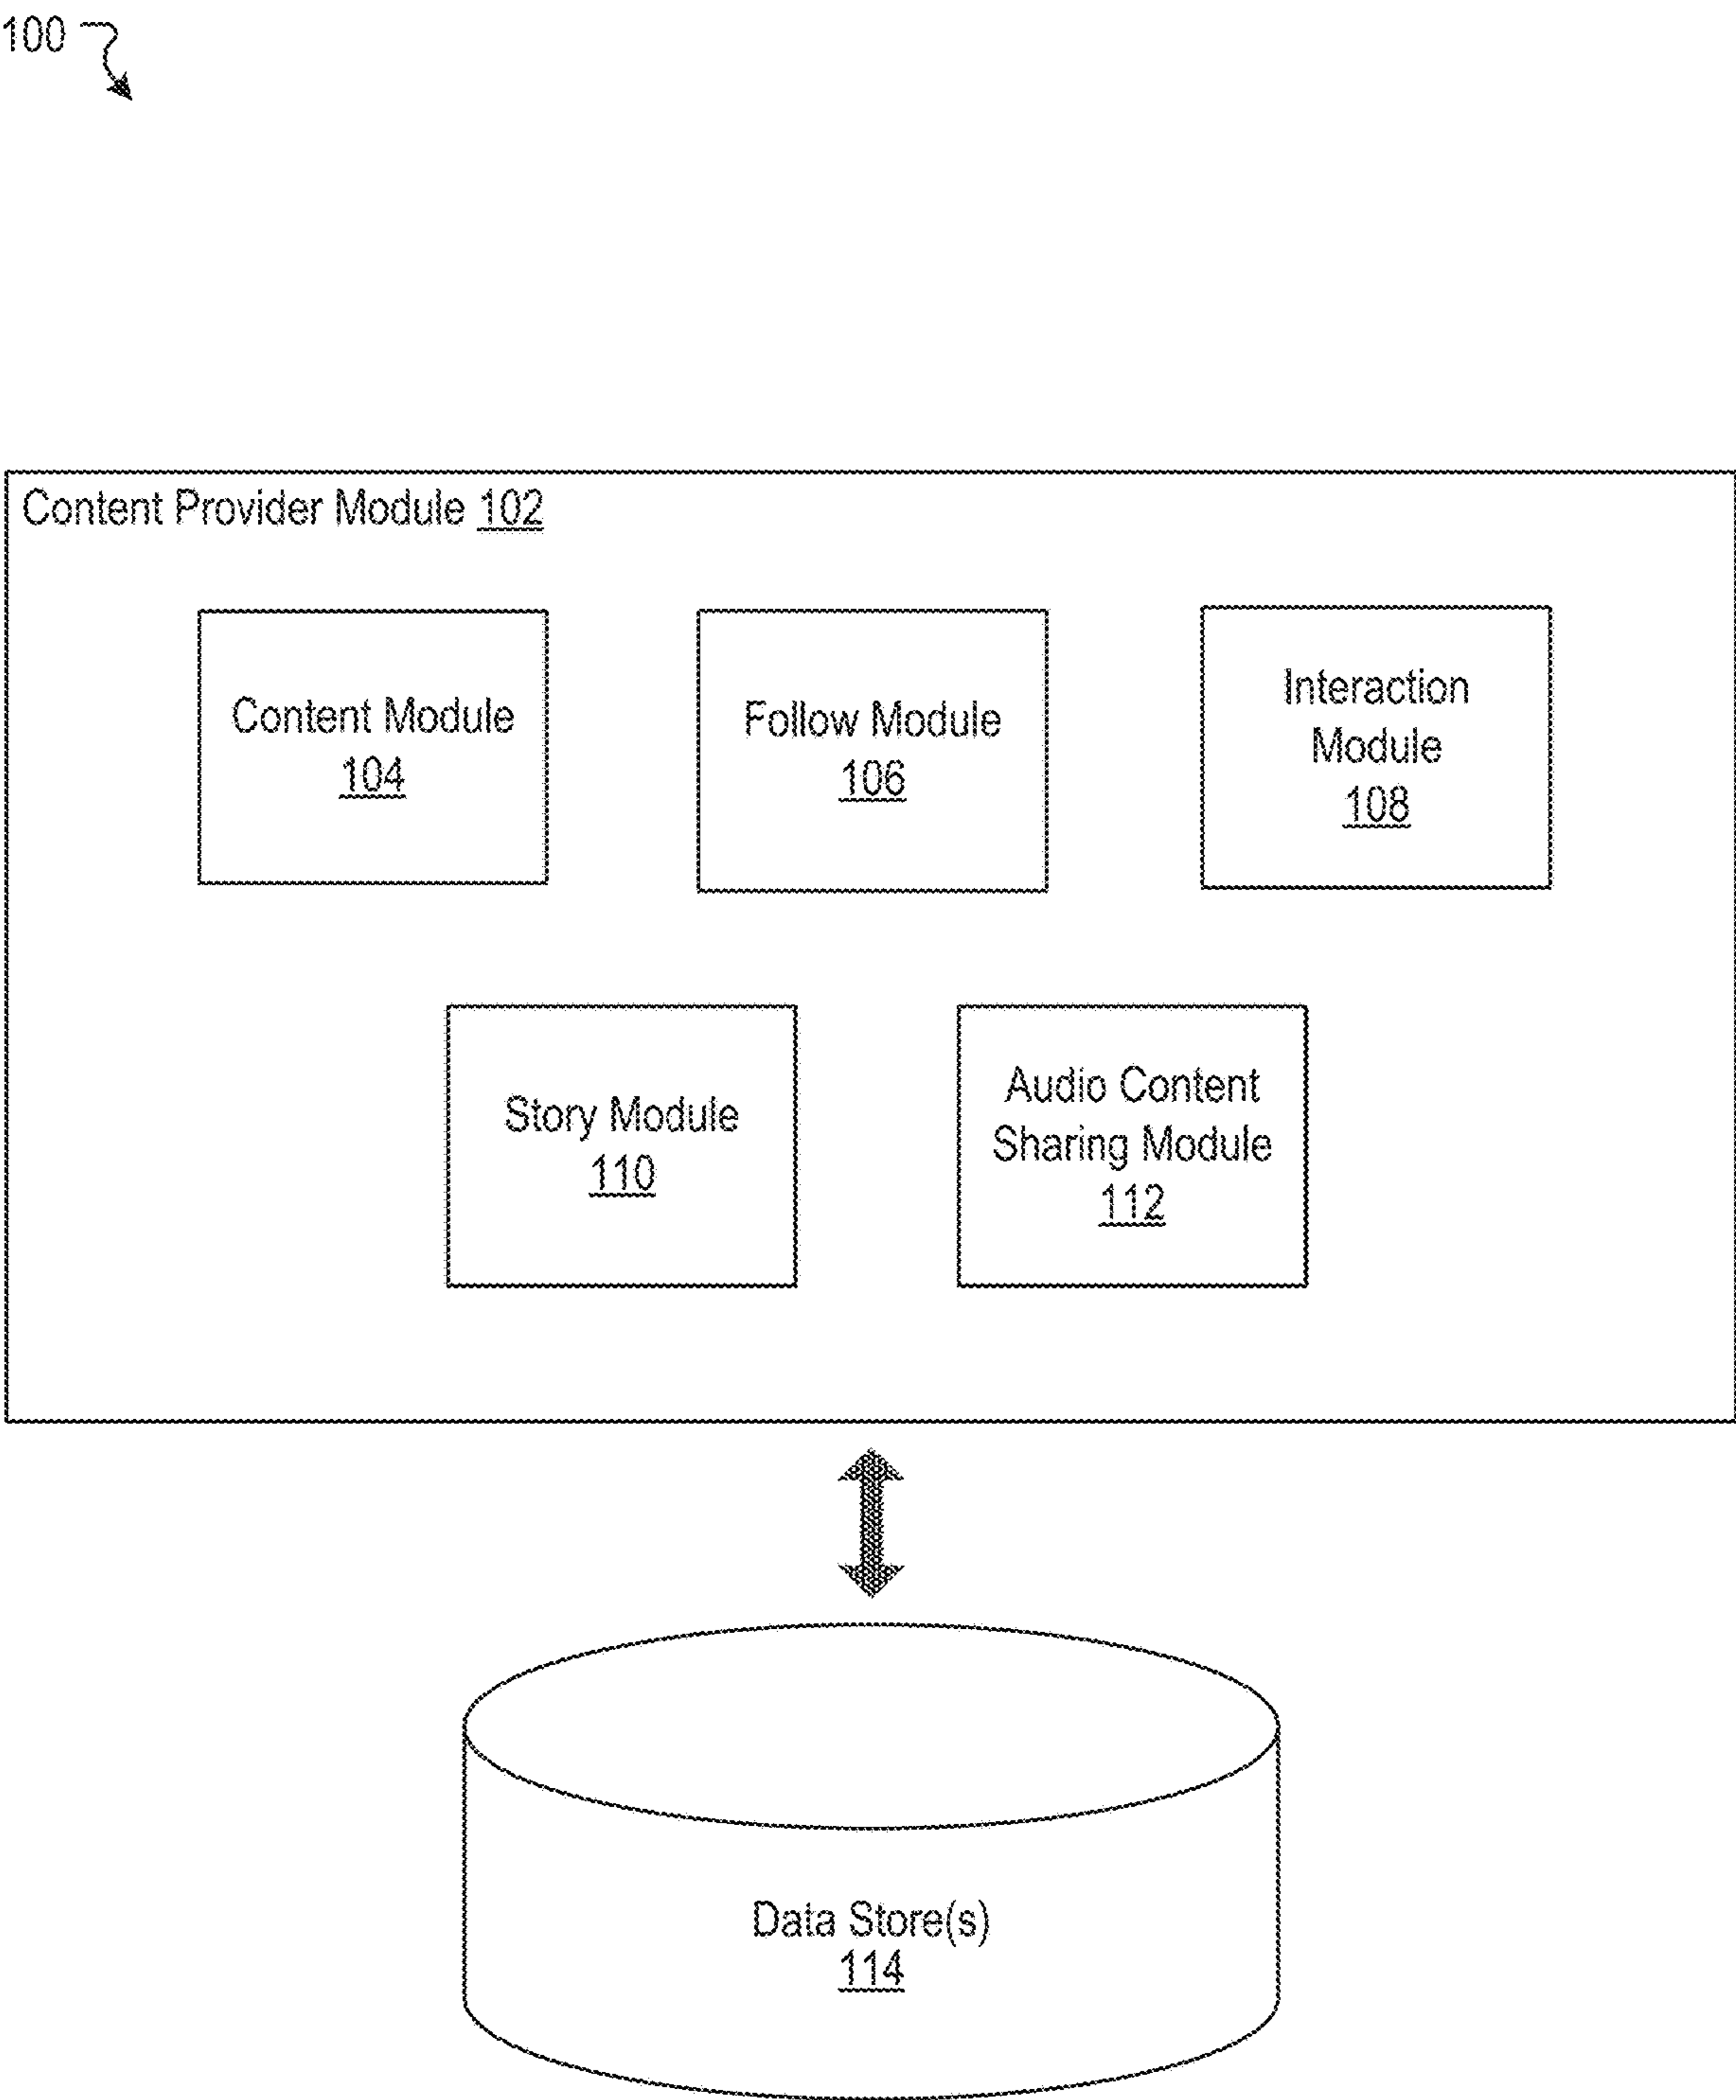 100
Content Provider Module 102
Content Module
104
Follow Module
106
Interaction
Module
108
Story Module
110
Audio Content
Sharing Module
112
Data Store(s)
114